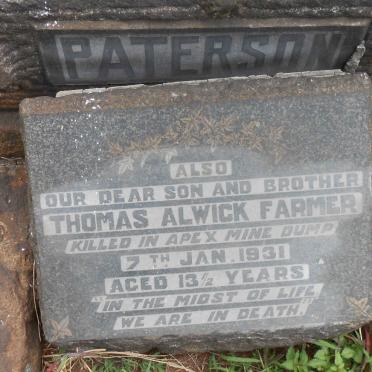 PATERSON
ALSO
OUR DEAR SON AND BROTHER
THOMAS ALWICK FARMER
KILLED IN APEX MINE DUMP
7TH JAN. 1931
AGED 13½ YEARS
"IN THE MIDST OF LIFE
WE ARE IN DEATH."